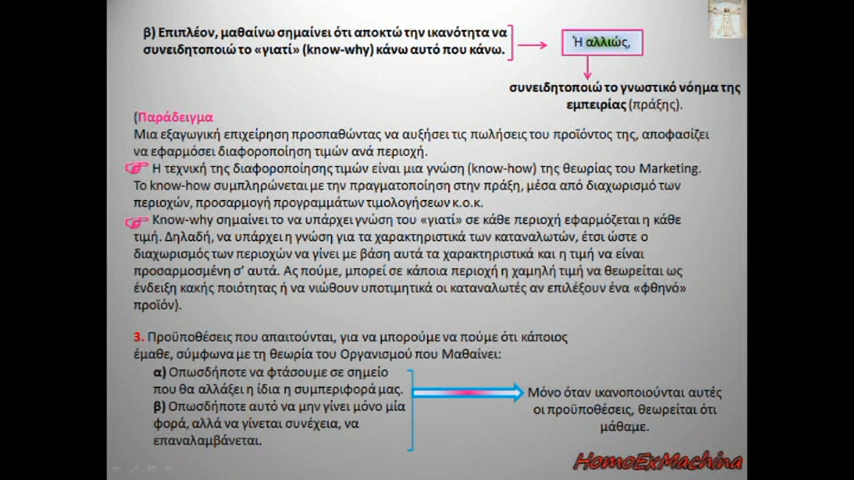 β) Επιπλέον, μαθαίνω σημαίνει ότι αποκτώ την ικανότητα να
συνειδητοποιώ το «γιατί» (know-why) κάνω αυτό που κάνω.
Ή αλλιώς,
συνειδητοποιώ το γνωστικό νόημα της
εμπειρίας (πράξης).
(Παράδειγμα
Μια εξαγωγική επιχείρηση προσπαθώντας να αυξήσει τις πωλήσεις του προϊόντος της, αποφασίζει
να εφαρμόσει διαφοροποίηση τιμών ανά περιοχή.
Η τεχνική της διαφοροποίησης τιμών είναι μια γνώση (know-how) της θεωρίας του Marketing.
Το know-how συμπληρώνεται με την πραγματοποίηση στην πράξη, μέσα από διαχωρισμό των
περιοχών, προσαρμογή προγραμμάτων τιμολογήσεων κ.ο.κ.
Know-why σημαίνει το να υπάρχει γνώση του «γιατί» σε κάθε περιοχή εφαρμόζεται η κάθε
τιμή. Δηλαδή, να υπάρχει η γνώση για τα χαρακτηριστικά των καταναλωτών, έτσι ώστε ο
διαχωρισμός των περιοχών να γίνει με βάση αυτά τα χαρακτηριστικά και η τιμή να είναι
προσαρμοσμένη σ' αυτά. Ας πούμε, μπορεί σε κάποια περιοχή η χαμηλή τιμή να θεωρείται ως
ένδειξη κακής ποιότητας ή να νιώθουν υποτιμητικά οι καταναλωτές αν επιλέξουν ένα «φθηνό»
προϊόν).
3. Προϋποθέσεις που απαιτούνται, για να μπορούμε να πούμε ότι κάποιος
έμαθε, σύμφωνα με τη θεωρία του Οργανισμού που Μαθαίνει:
α) Οπωσδήποτε να φτάσουμε σε σημείο
που θα αλλάξει η ίδια η συμπεριφορά μας.
β) Οπωσδήποτε αυτό να μην γίνει μόνο μία
φορά, αλλά να γίνεται συνέχεια, να
επαναλαμβάνεται.
Μόνο όταν ικανοποιούνται αυτές
οι προϋποθέσεις, θεωρείται ότι
μάθαμε.
HomoExMachina